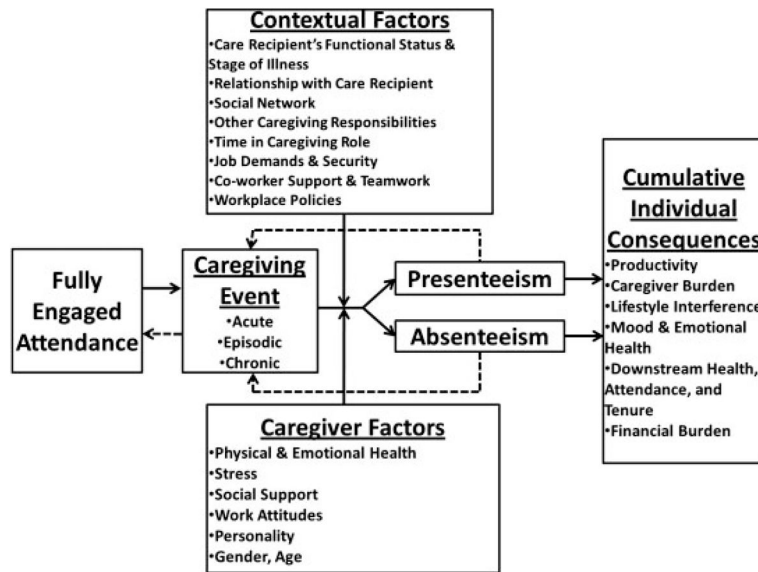 Contextual Factors
•Care Recipient's Functional Status &
Stage of Illness
•Relationship with Care Recipient
•Social Network
•Other Caregiving Responsibilities
•Time in Caregiving Role
•Job Demands & Security
•Co-worker Support & Teamwork
•Workplace Policies
Fully
Engaged
Attendance
Caregiving
Event
•Acute
•Episodic
•Chronic
Presenteeism
Absenteeism
Cumulative
Individual
Consequences
•Productivity
•Caregiver Burden
•Lifestyle Interference
•Mood & Emotional
Health
•Downstream Health,
Attendance, and
Tenure
•Financial Burden
Caregiver Factors
•Physical & Emotional Health
•Stress
•Social Support
•Work Attitudes
•Personality
•Gender, Age